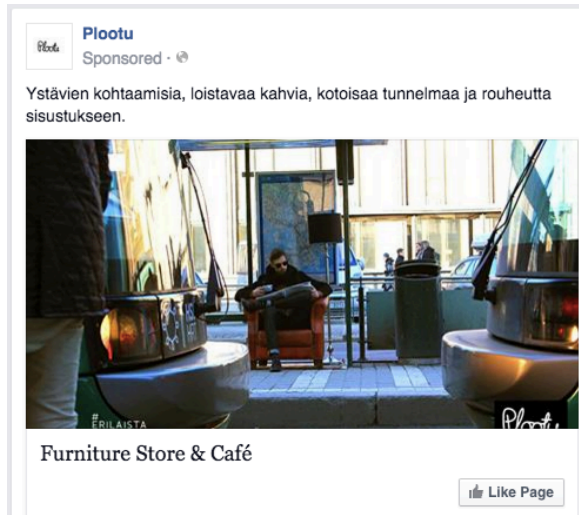 Plootu
Plootu
Sponsored ·
Ystävien kohtaamisia, loistavaa kahvia, kotoisaa tunnelmaa ja rouheutta
sisustukseen.
#
ERILAISTA
Plootu
Furniture Store & Café
Like Page